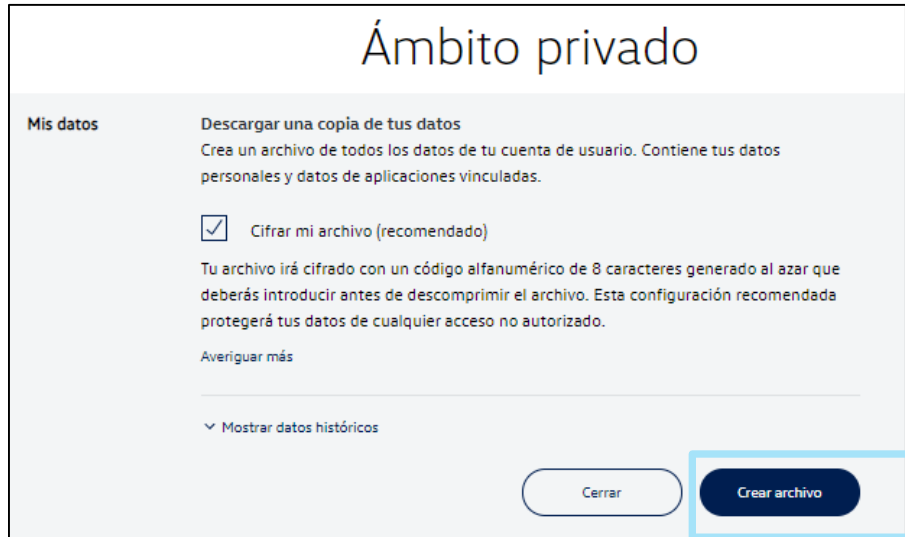 Ámbito privado
Mis datos
Descargar una copia de tus datos
Crea un archivo de todos los datos de tu cuenta de usuario. Contiene tus datos
personales y datos de aplicaciones vinculadas.
Cifrar mi archivo (recomendado)
Tu archivo irá cifrado con un código alfanumérico de 8 caracteres generado al azar que
deberás introducir antes de descomprimir el archivo. Esta configuración recomendada
protegerá tus datos de cualquier acceso no autorizado.
Averiguar más
Mostrar datos históricos
Cerrar
Crear archivo